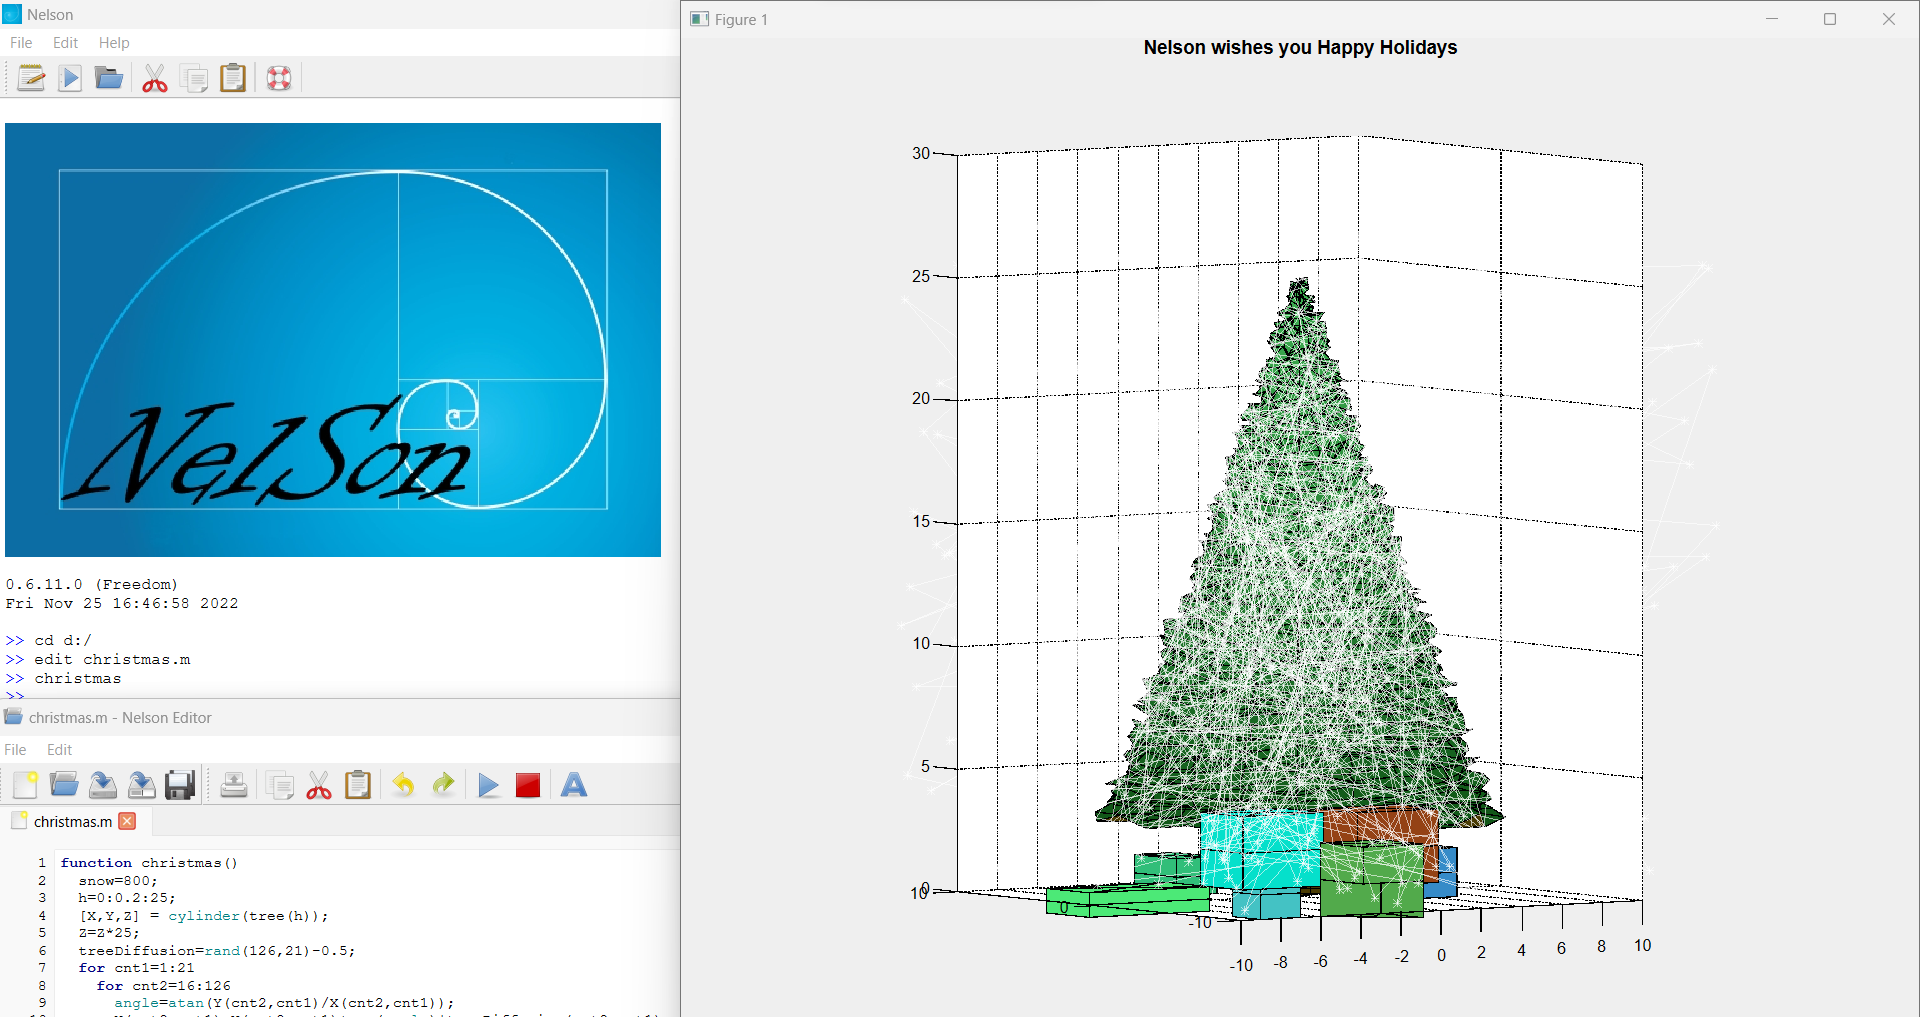 Nelson
File Edit Help
NelSon
0.6.11.0 (Freedom)
Fri Nov 25 16:46:58 2022
>> cd d:/
>> edit christmas.m
>> christmas
>>
christmas.m - Nelson Editor
File Edit
christmas.m
1 function christmas()
2 snow=800;
3 h=0:0.2:25;
4 [X,Y,Z] = cylinder(tree(h));
5 Z=Z*25;
6 treeDiffusion=rand(126,21)-0.5;
7 for cnt1=1:21
8 for cnt2=16:126
9 angle=atan(Y(cnt2,cnt1)/X(cnt2,cnt1));
Figure 1
Nelson wishes you Happy Holidays
30
25
20
15
10
5
0
10
0
-10
-10 -8 -6 -4 -2 0 2 4 6 8 10